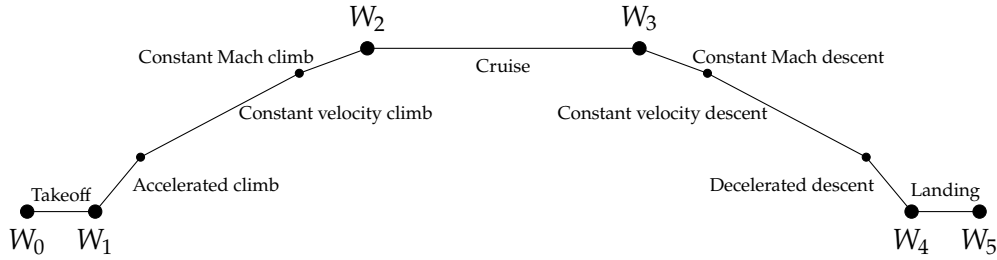 W2
W3
Constant Mach climb
Constant Mach descent
Cruise
Constant velocity climb
Constant velocity descent
Takeoff
Accelerated climb
Decelerated descent
Landing
W0
W1
W4
W5